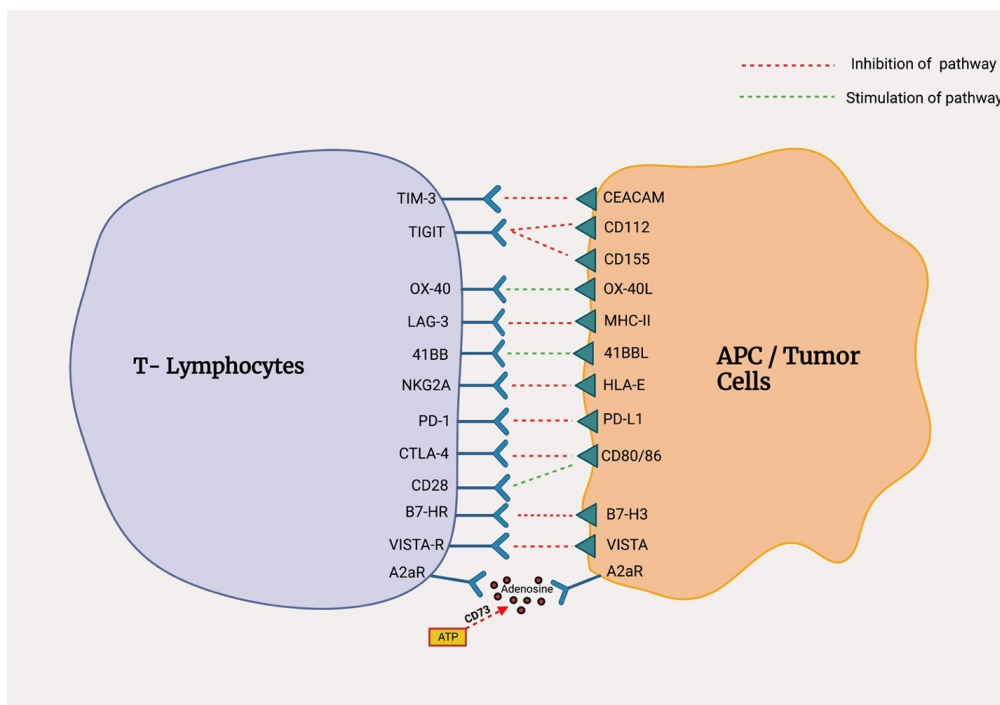 Inhibition of pathway
Stimulation of pathway
TIM-3 CEACAM
TIGIT CD112
CD155
OX-40 OX-40L
LAG-3 MHC-II
41BB 41BBL
T- Lymphocytes APC / Tumor
Cells
NKG2A HLA-E
PD-1 PD-L1
CTLA-4 CD80/86
CD28
B7-HR B7-H3
VISTA-R VISTA
A2aR A2aR
Adenosine
CD73
ATP